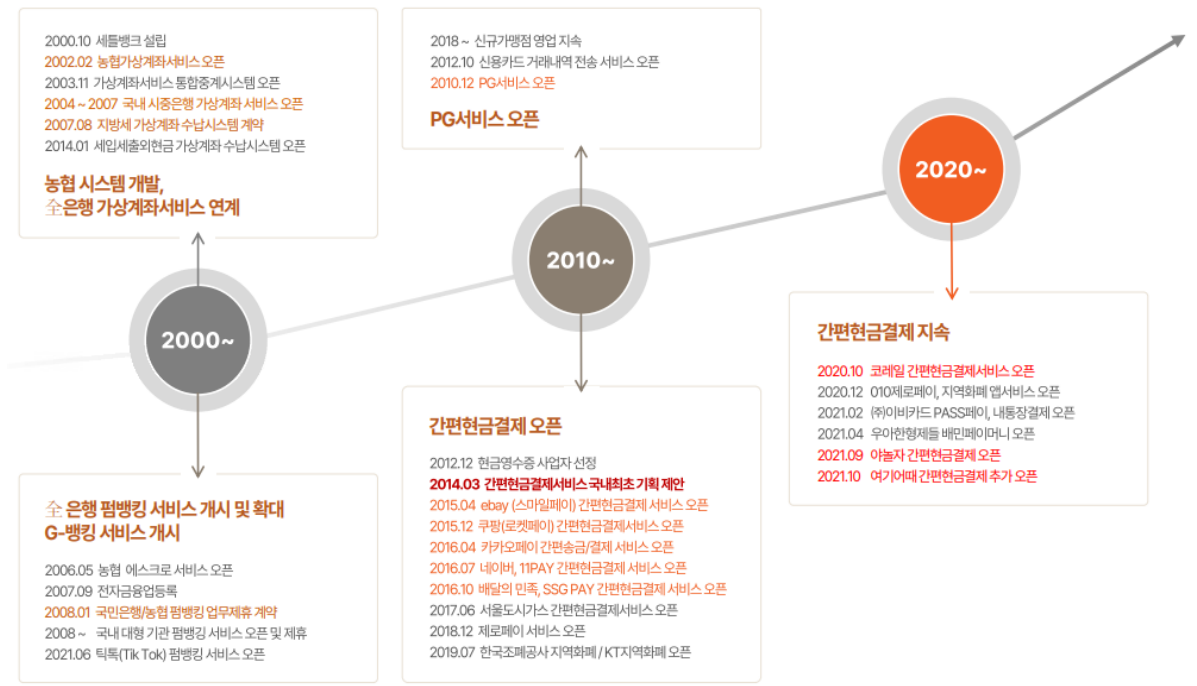 2000.10 세틀뱅크 설립
2002.02 농협가상계좌서비스 오픈
2003.11 가상계좌서비스 통합중계시스템 오픈
2004 ~ 2007 국내 시중은행 가상계좌 서비스 오픈
2007.08 지방세 가상계좌 수납시스템 계약
2014.01 세입세출외현금 가상계좌 수납시스템 오픈
농협 시스템 개발,
全은행 가상계좌서비스 연계
2000~
全 은행 펌뱅킹 서비스 개시 및 확대
G-뱅킹 서비스 개시
2006.05 농협 에스크로 서비스 오픈
2007.09 전자금융업등록
2008.01 국민은행/농협 펌뱅킹 업무제휴 계약
2008 ~ 국내 대형 기관 펌뱅깅 서비스 오픈 및 제휴
2021.06 틱톡(Tik Tok) 펌뱅킹 서비스 오픈
2018 ~ 신규가맹점 영업 지속
2012.10 신용카드 거래내역 전송 서비스 오픈
2010.12 PG서비스 오픈
PG서비스 오픈
2010~
간편현금결제 오픈
2012.12 현금영수증 사업자 선정
2014.03 간편현금결제서비스 국내최초 기획 제안
2015.04 ebay (스마일페이) 간편현금결제 서비스 오픈
2015.12 쿠팡(로켓페이) 간편현금결제서비스 오픈
2016.04 카카오페이 간편송금/결제 서비스 오픈
2016.07 네이버, 11PAY 간편현금결제 서비스 오픈
2016.10 배달의 민족, SSG PAY 간편현금결제 서비스 오픈
2017.06 서울도시가스 간편현금결제서비스 오픈
2018.12 제로페이 서비스 오픈
2019.07 한국조폐공사 지역화폐 / KT지역화폐 오픈
2020~
간편현금결제 지속
2020.10 코레일 간편현금결제서비스 오픈
2020.12 010제로페이, 지역화폐 앱서비스 오픈
2021.02 ㈜이비카드 PASS페이, 내통장결제 오픈
2021.04 우아한형제들 배민페이머니 오픈
2021.09 야놀자 간편현금결제 오픈
2021.10 여기어때 간편현금결제 추가 오픈